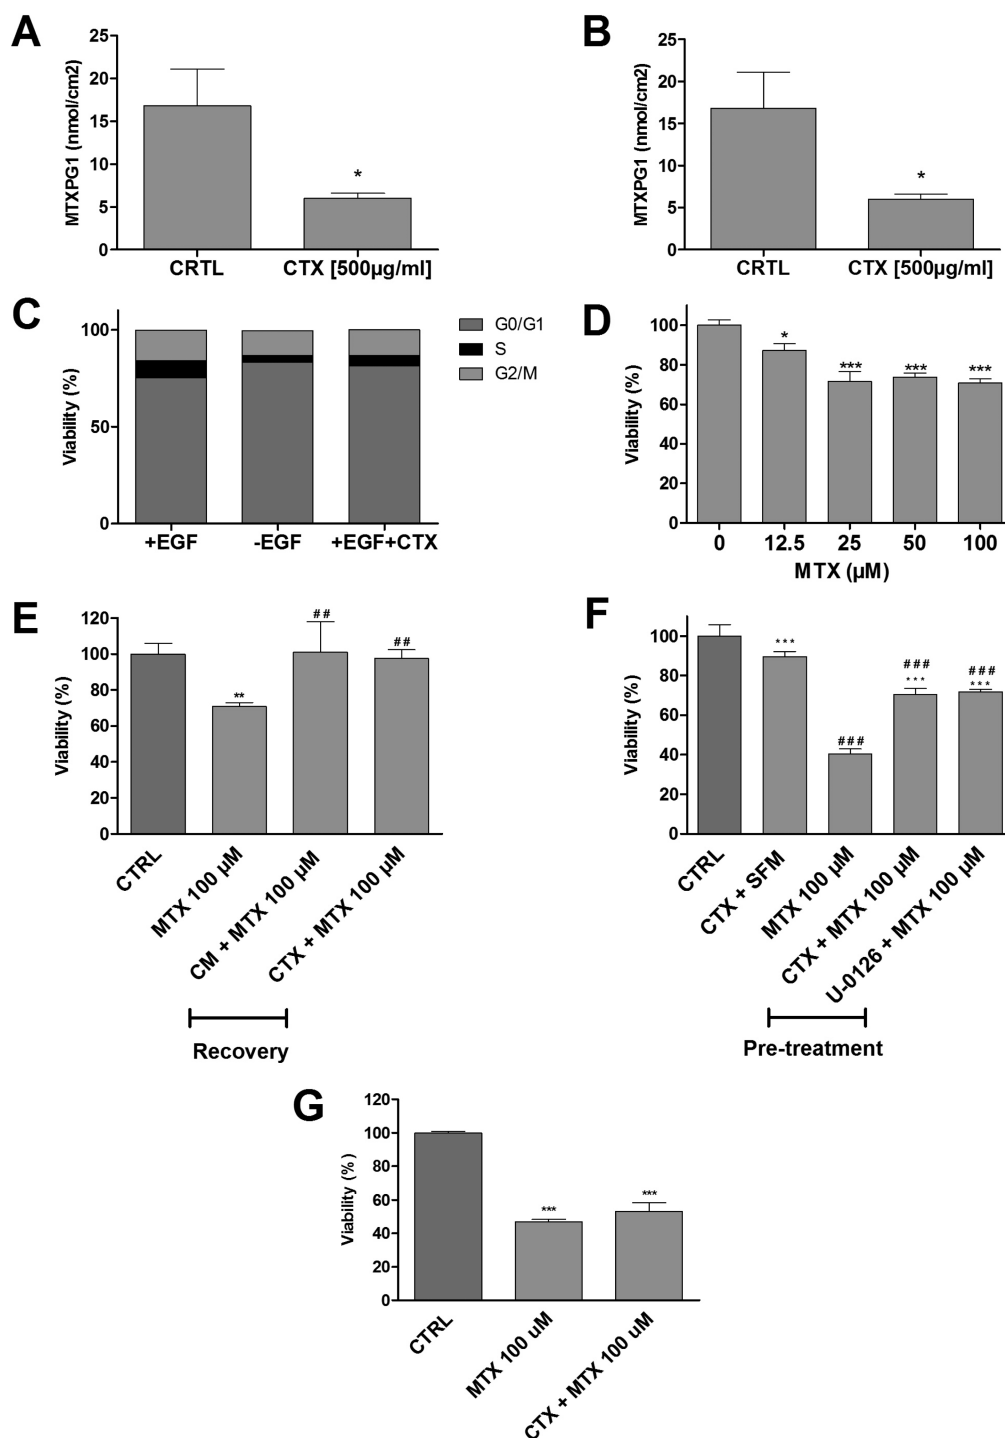 A
MTXPG1 (nmol/cm2)
25
20
15
10
5
0
CRTL
CTX [500µg/ml]
*
B
MTXPG1 (nmol/cm2)
25
20
15
10
5
0
CRTL
CTX [500µg/ml]
*
C
Viability (%)
100
50
0
+EGF
-EGF
+EGF+CTX
G0/G1
S
G2/M
D
Viability (%)
100
80
60
40
20
0
*
***
***
***
0
12.5
25
50
100
MTX (µM)
E
Viability (%)
120
100
80
60
40
20
0
**
##
##
CTRL
MTX 100 µM
CM + MTX 100 µM
CTX + MTX 100 µM
Recovery
F
Viability (%)
100
80
60
40
20
0
***
###
###
***
###
***
CTRL
CTX + SFM
MTX 100 µM
CTX + MTX 100 µM
U-0126 + MTX 100 µM
Pre-treatment
G
Viability (%)
120
100
80
60
40
20
0
***
***
CTRL
MTX 100 uM
CTX + MTX 100 uM